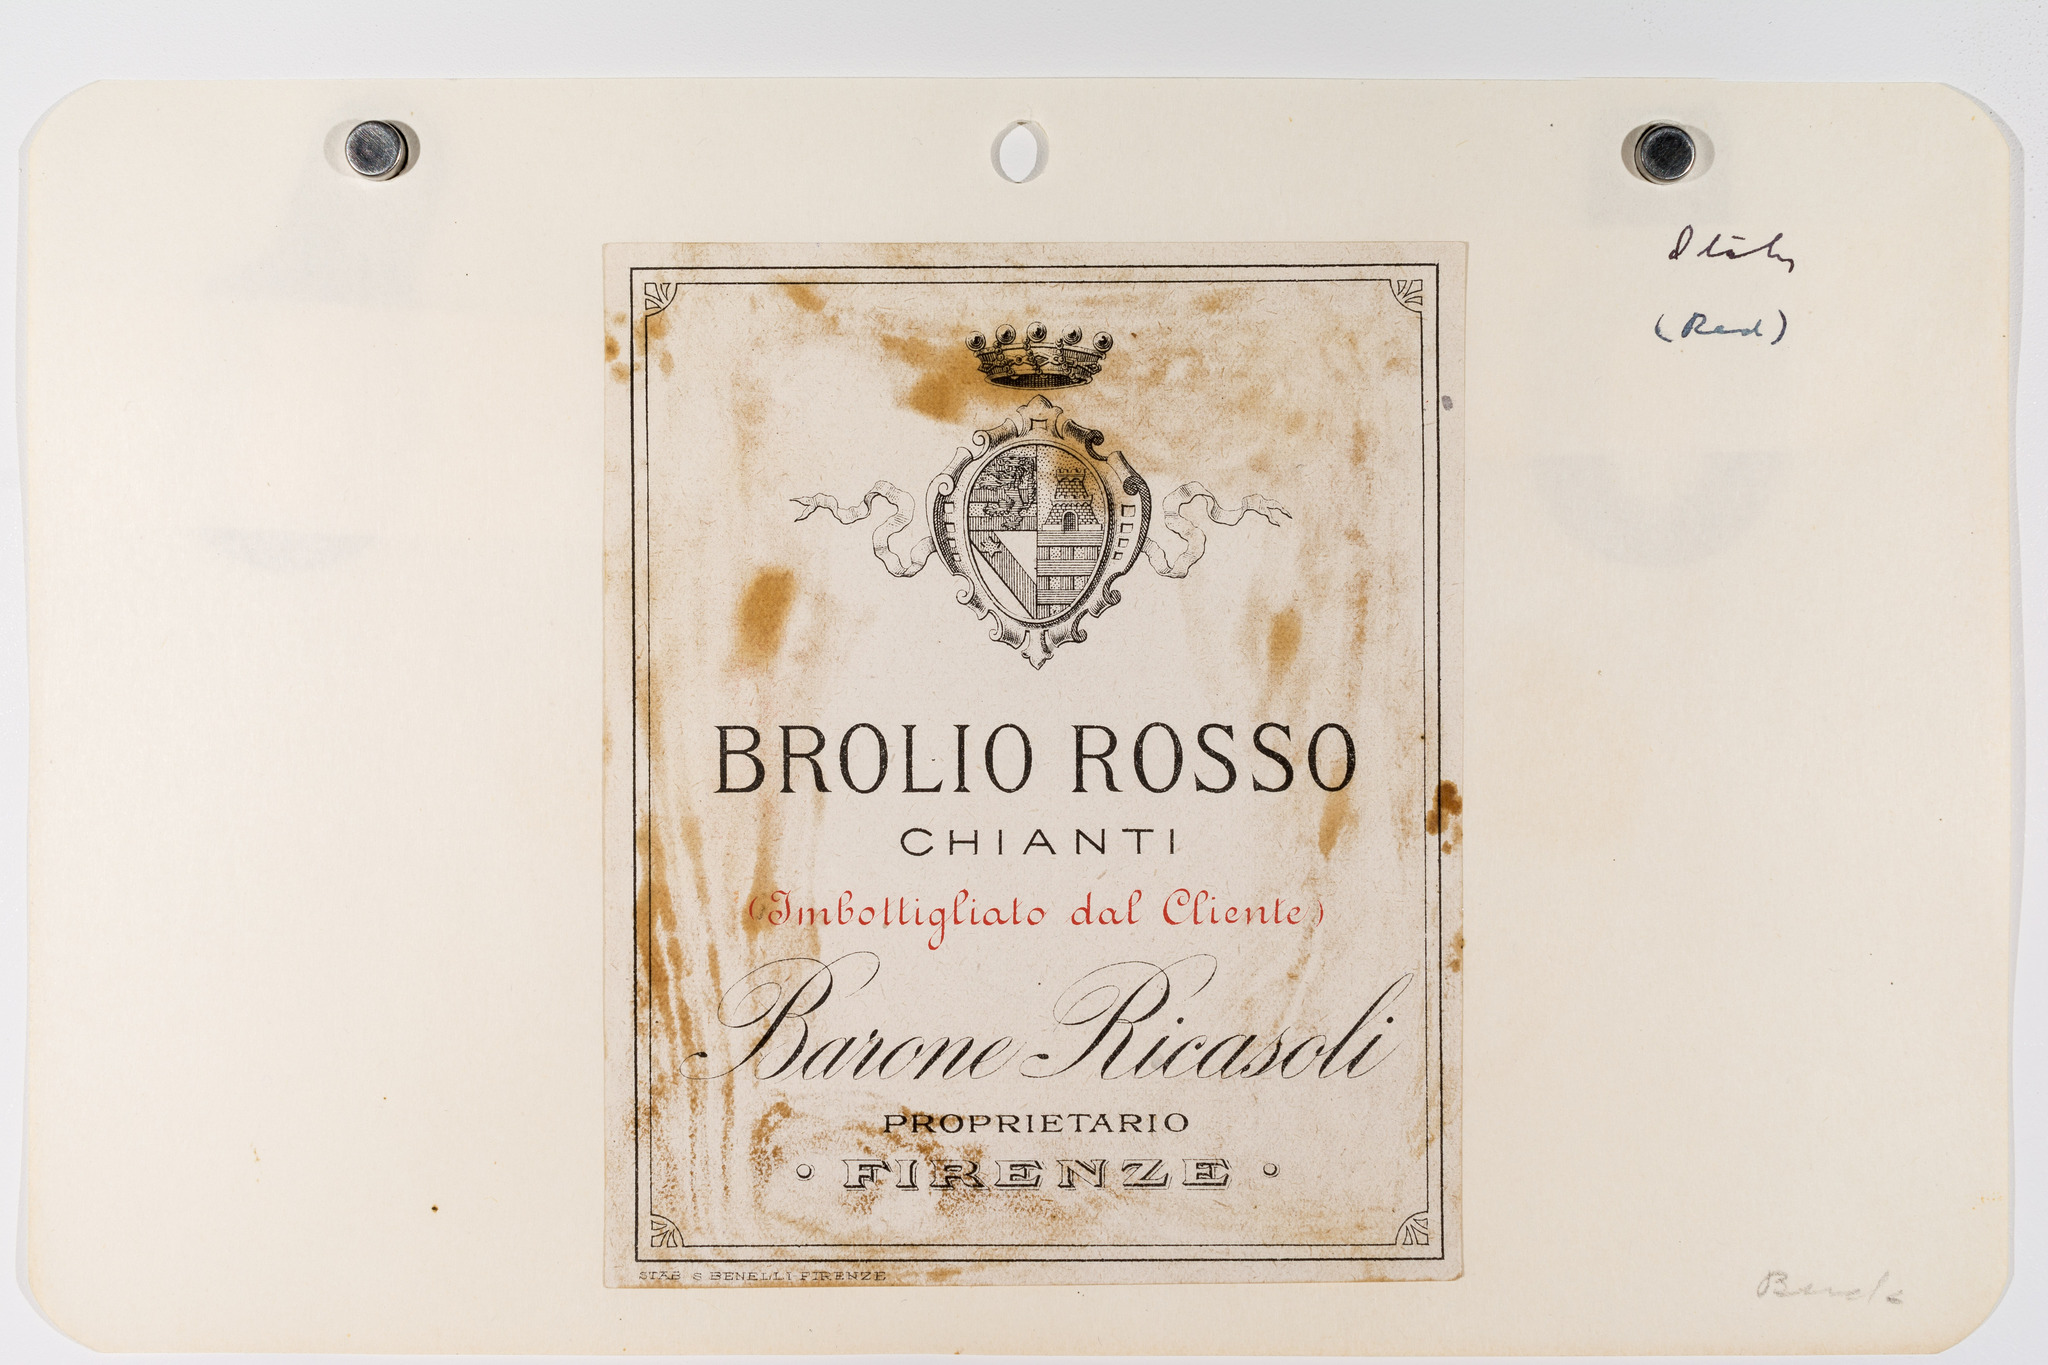 Italy
(Red)
BROLIO ROSSO
CHIANTI
(Imbottigliato dal Cliente)
Barone Ricasoli
PROPRIETARIO
• FIRENZE •
STAB S BENELLI FIRENZE